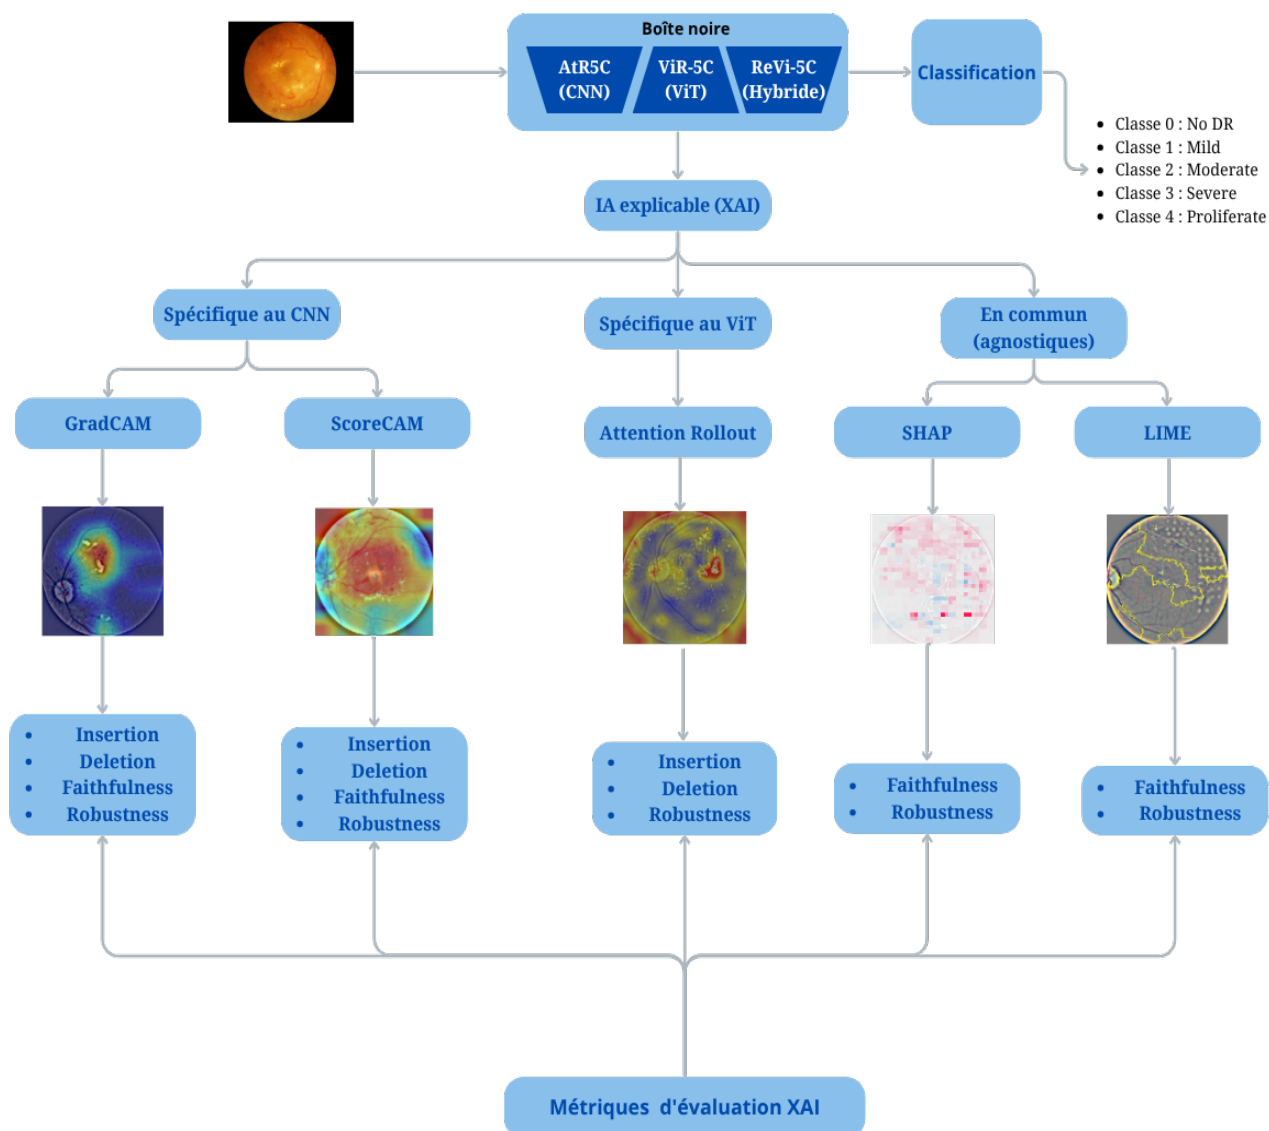 Boîte noire
AtR5C
(CNN)
ViR-5C
(ViT)
ReVi-5C
(Hybride)
Classification
• Classe 0 : No DR
• Classe 1 : Mild
• Classe 2 : Moderate
• Classe 3 : Severe
• Classe 4 : Proliferate
IA explicable (XAI)
Spécifique au CNN
Spécifique au ViT
En commun
(agnostiques)
GradCAM
ScoreCAM
Attention Rollout
SHAP
LIME
• Insertion
• Deletion
• Faithfulness
• Robustness
• Insertion
• Deletion
• Faithfulness
• Robustness
• Insertion
• Deletion
• Robustness
• Faithfulness
• Robustness
• Faithfulness
• Robustness
Métriques d'évaluation XAI